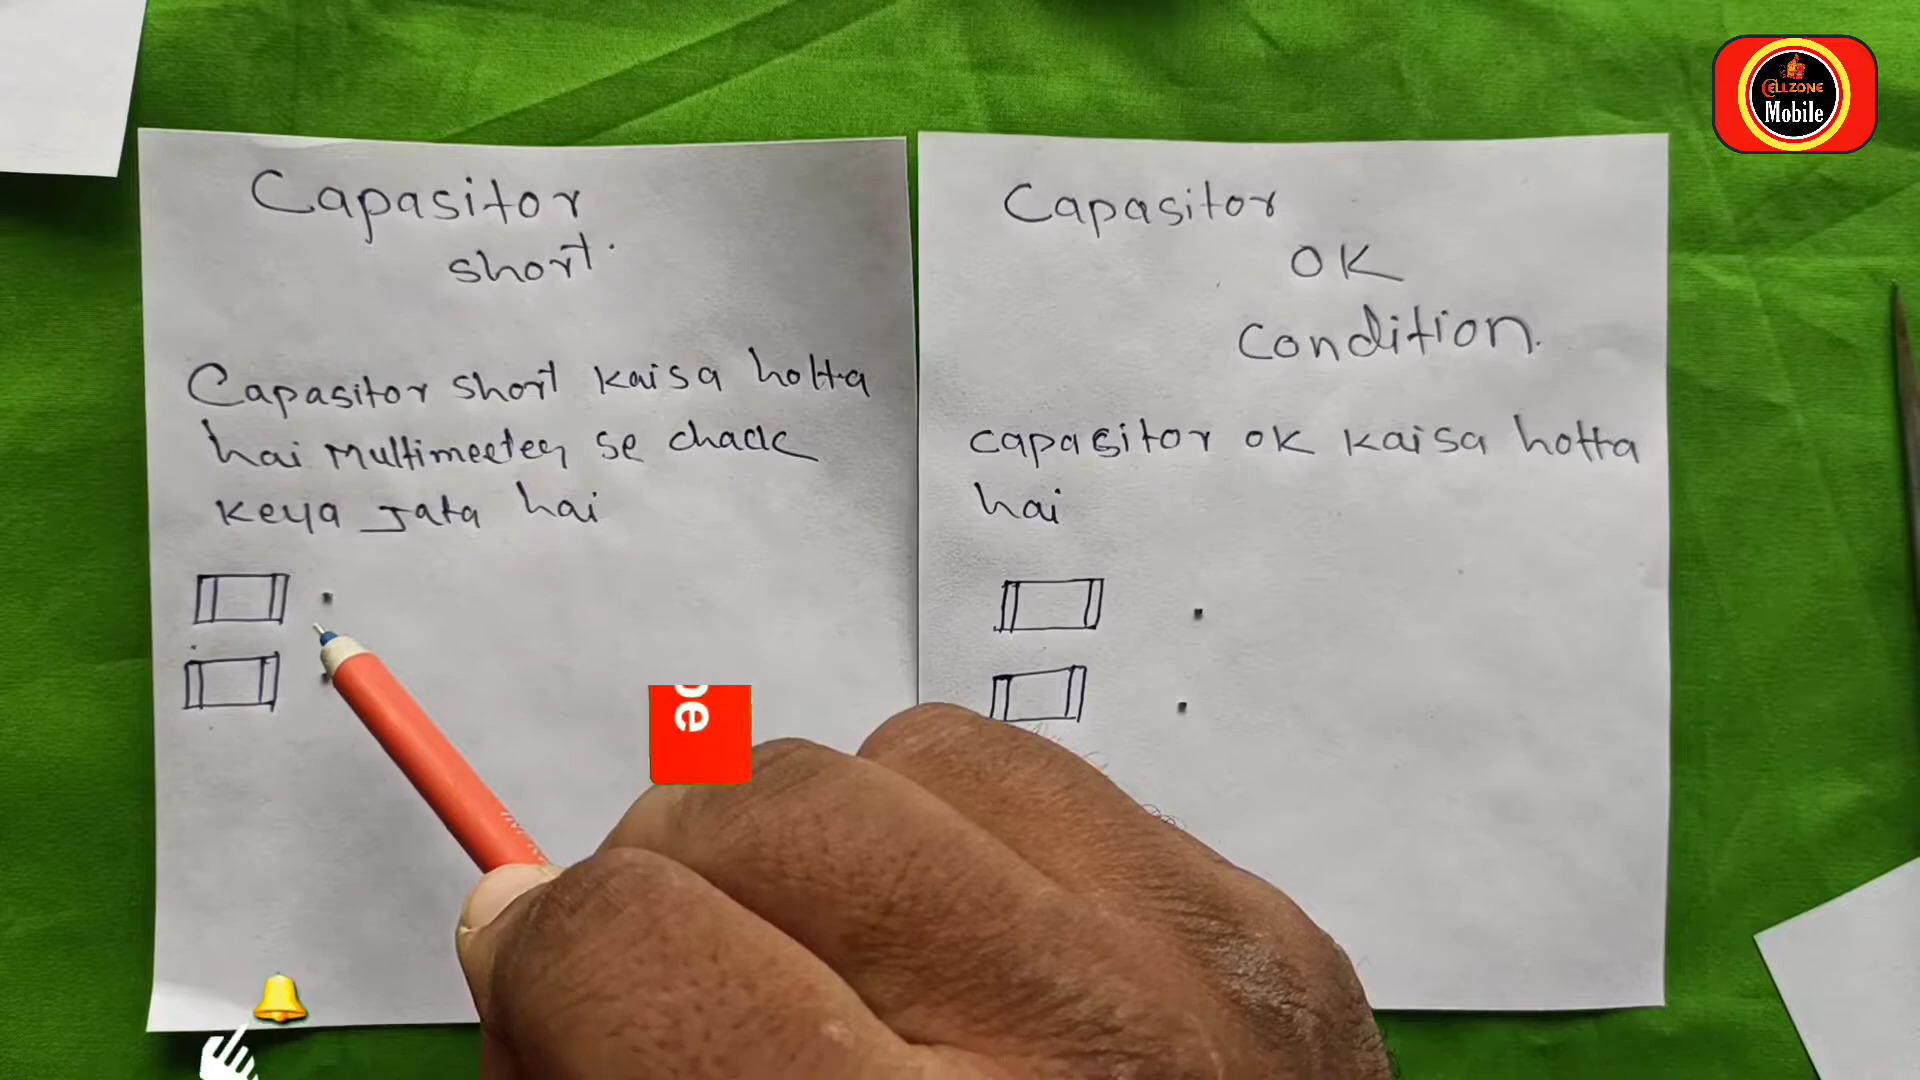 Capasitor
short.
Capasitor short kaisa hotta
hai Multimeeter se chack
keya Jata hai
Capasitor
OK
Condition.
capasitor ok kaisa hotta
hai
CELLZONE
Mobile
be